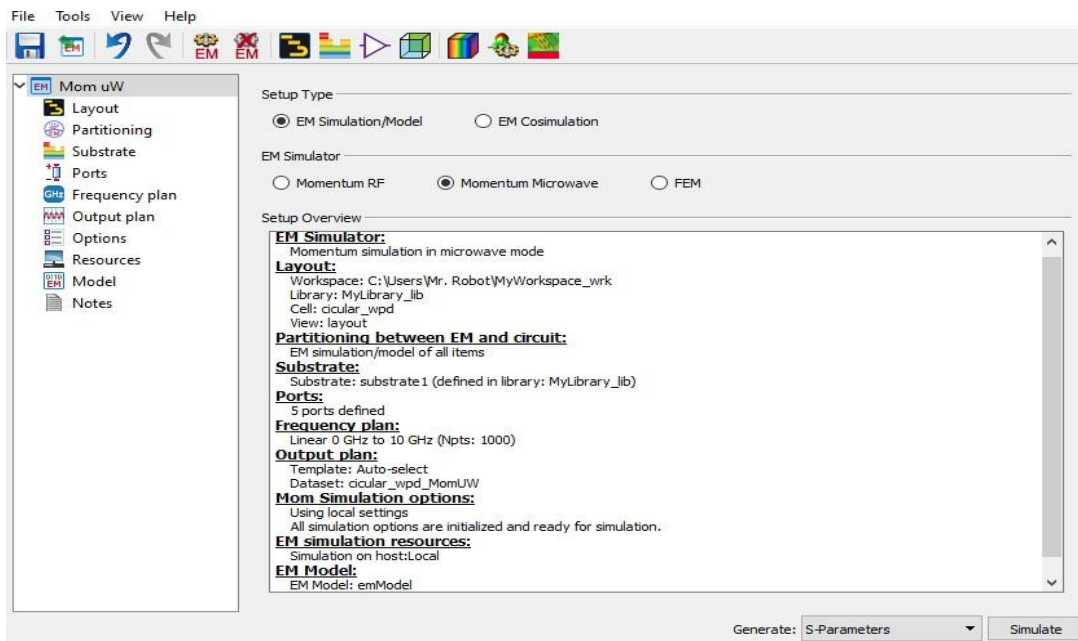 File Tools View Help
EM EM
EM Mom uW
Layout
Partitioning
Substrate
Ports
GHz Frequency plan
Output plan
Options
Resources
EM Model
Notes
Setup Type
EM Simulation/Model EM Cosimulation
EM Simulator
Momentum RF Momentum Microwave FEM
Setup Overview
EM Simulator:
Momentum simulation in microwave mode
Layout:
Workspace: C:\Users\Mr. Robot\MyWorkspace_wrk
Library: MyLibrary_lib
Cell: cicular_wpd
View: layout
Partitioning between EM and circuit:
EM simulation/model of all items
Substrate:
Substrate: substrate1 (defined in library: MyLibrary_lib)
Ports:
5 ports defined
Frequency plan:
Linear 0 GHz to 10 GHz (Npts: 1000)
Output plan:
Template: Auto-select
Dataset: cicular_wpd_MomUW
Mom Simulation options:
Using local settings
All simulation options are initialized and ready for simulation.
EM simulation resources:
Simulation on host:Local
EM Model:
EM Model: emModel
Generate: S-Parameters Simulate